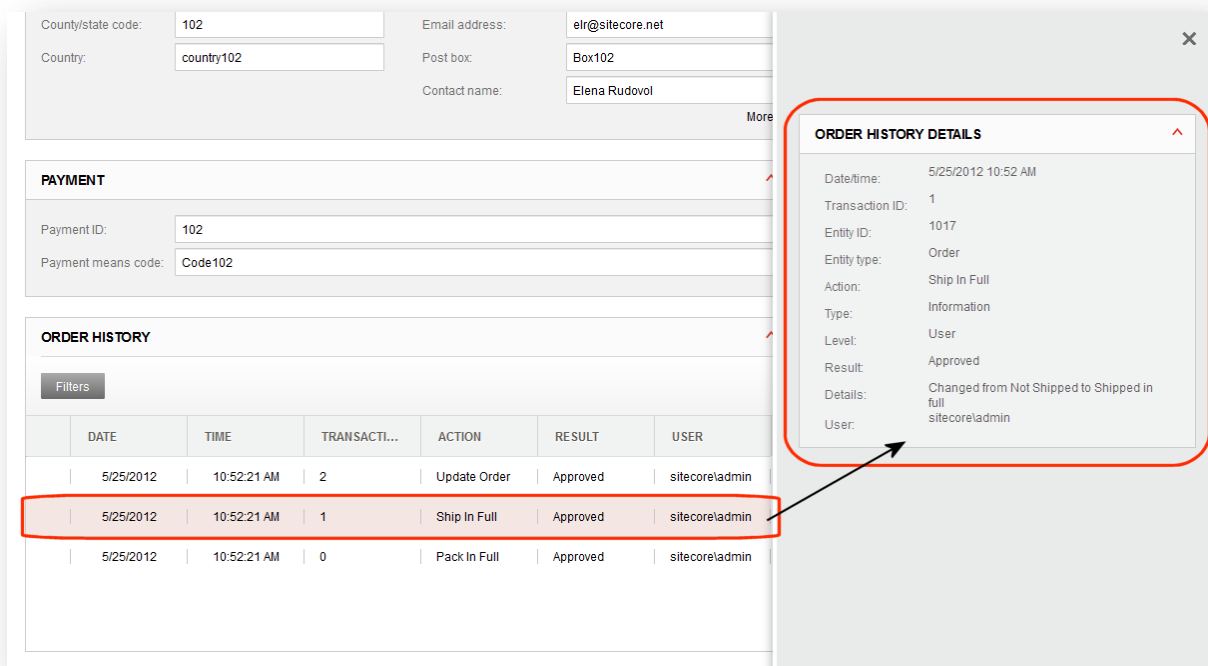 County/state code: 102 Email address: elr@sitecore.net
Country: country102 Post box: Box102
Contact name: Elena Rudovol
More
PAYMENT
Payment ID: 102
Payment means code: Code102
ORDER HISTORY
Filters
DATE TIME TRANSACTI... ACTION RESULT USER
5/25/2012 10:52:21 AM 2 Update Order Approved sitecore\admin
5/25/2012 10:52:21 AM 1 Ship In Full Approved sitecore\admin
5/25/2012 10:52:21 AM 0 Pack In Full Approved sitecore\admin
ORDER HISTORY DETAILS
Date/time: 5/25/2012 10:52 AM
Transaction ID: 1
Entity ID: 1017
Entity type: Order
Action: Ship In Full
Type: Information
Level: User
Result: Approved
Details: Changed from Not Shipped to Shipped in
full
User: sitecore\admin